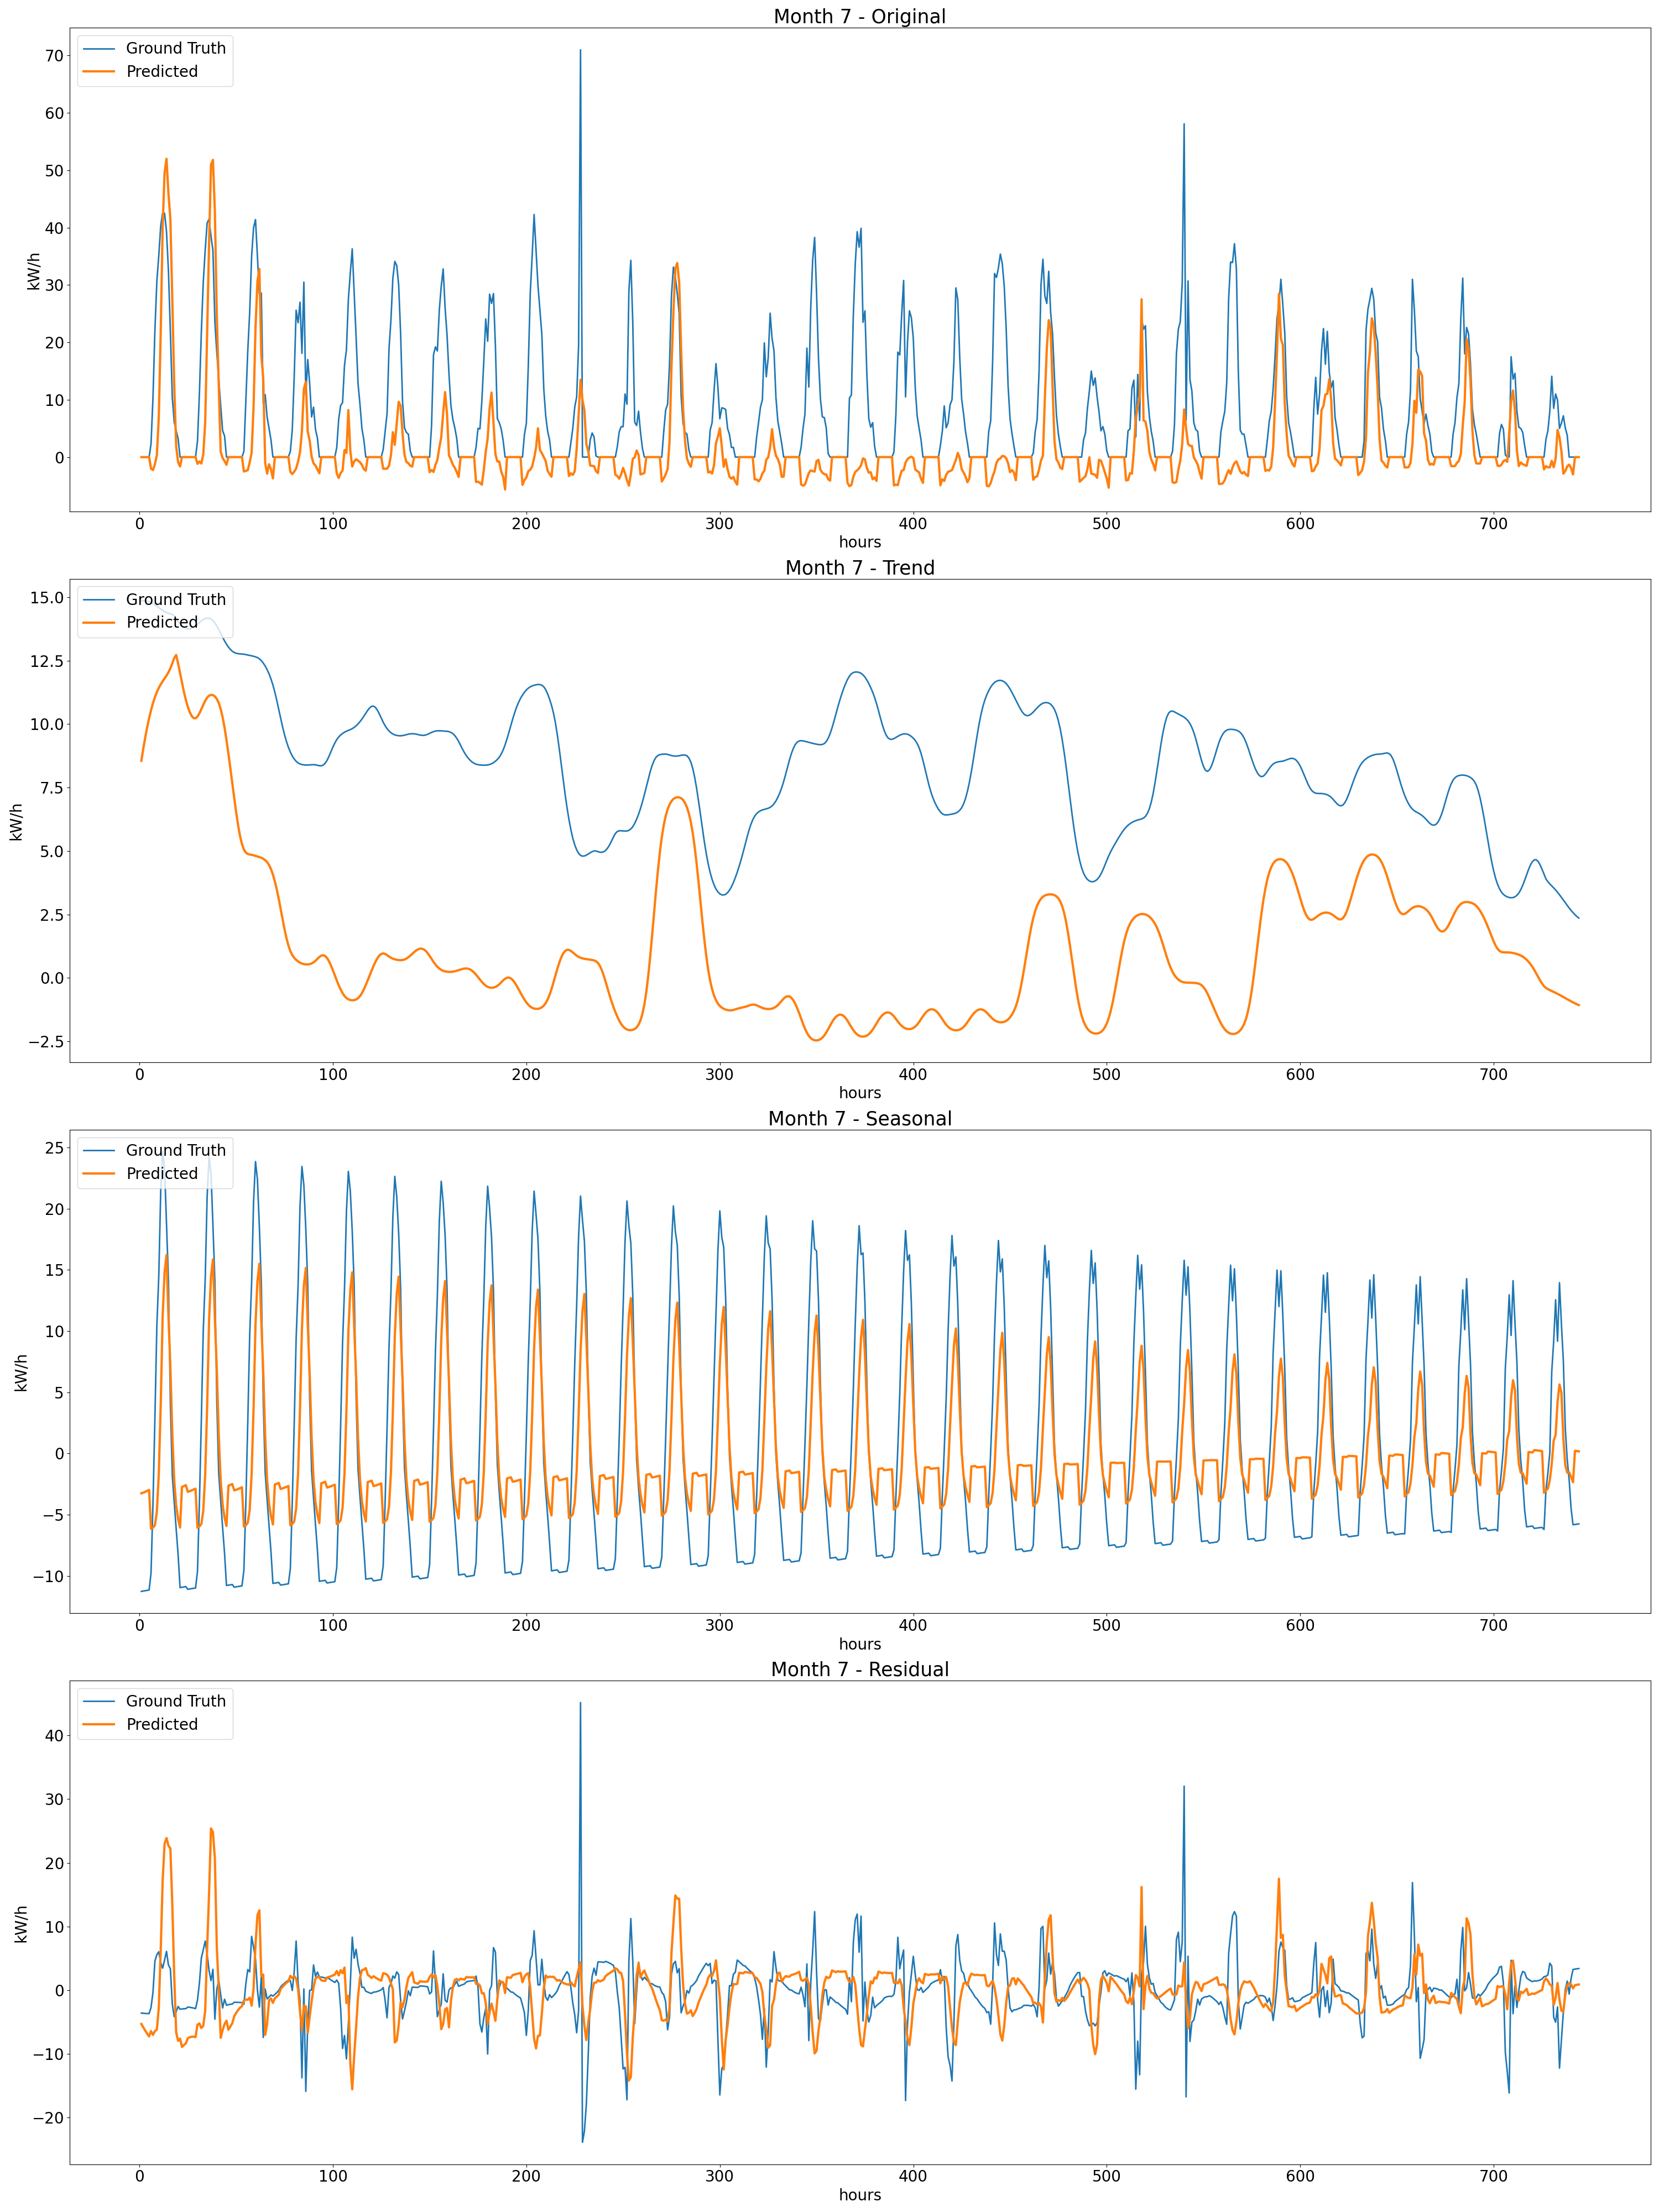 Month 7 - Original
Ground Truth
Predicted
70
60
50
40
30
20
10
0
kW/h
0 100 200 300 400 500 600 700
hours
Month 7 - Trend
Ground Truth
Predicted
15.0
12.5
10.0
7.5
5.0
2.5
0.0
−2.5
kW/h
0 100 200 300 400 500 600 700
hours
Month 7 - Seasonal
Ground Truth
Predicted
25
20
15
10
5
0
−5
−10
kW/h
0 100 200 300 400 500 600 700
hours
Month 7 - Residual
Ground Truth
Predicted
40
30
20
10
0
−10
−20
kW/h
0 100 200 300 400 500 600 700
hours